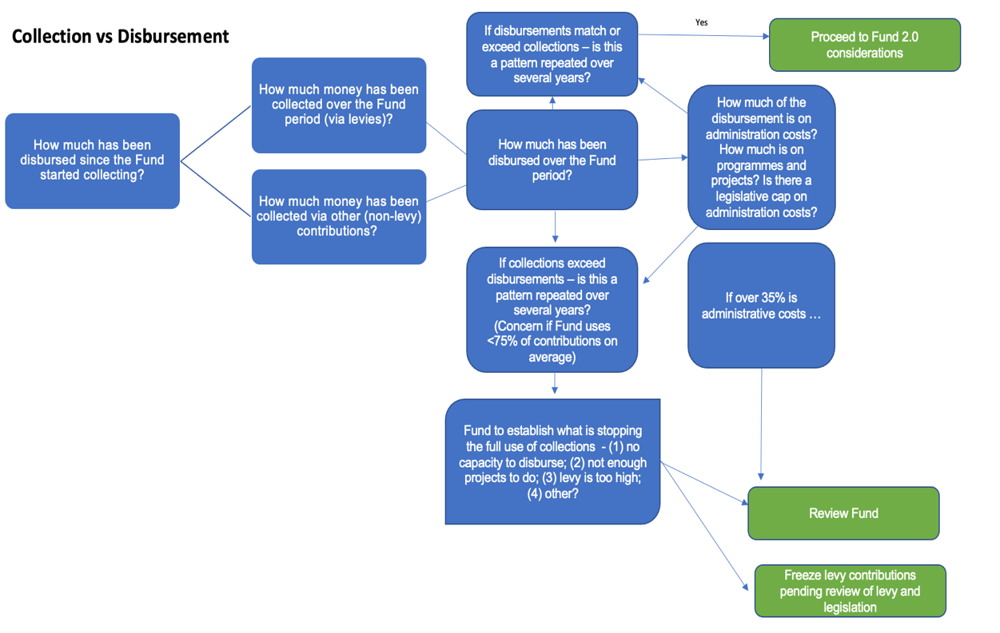 Collection vs Disbursement
How much has been
disbursed since the Fund
started collecting?
How much money has been
collected over the Fund
period (via levies)?
How much money has been
collected via other (non-levy)
contributions?
If disbursements match or
exceed collections – is this
a pattern repeated over
several years?
Yes
Proceed to Fund 2.0
considerations
How much has been
disbursed over the Fund
period?
How much of the
disbursement is on
administration costs?
How much is on
programmes and
projects? Is there a
legislative cap on
administration costs?
If collections exceed
disbursements – is this a
pattern repeated over
several years?
(Concern if Fund uses
<75% of contributions on
average)
If over 35% is
administrative costs …
Fund to establish what is stopping
the full use of collections - (1) no
capacity to disburse; (2) not enough
projects to do; (3) levy is too high;
(4) other?
Review Fund
Freeze levy contributions
pending review of levy and
legislation